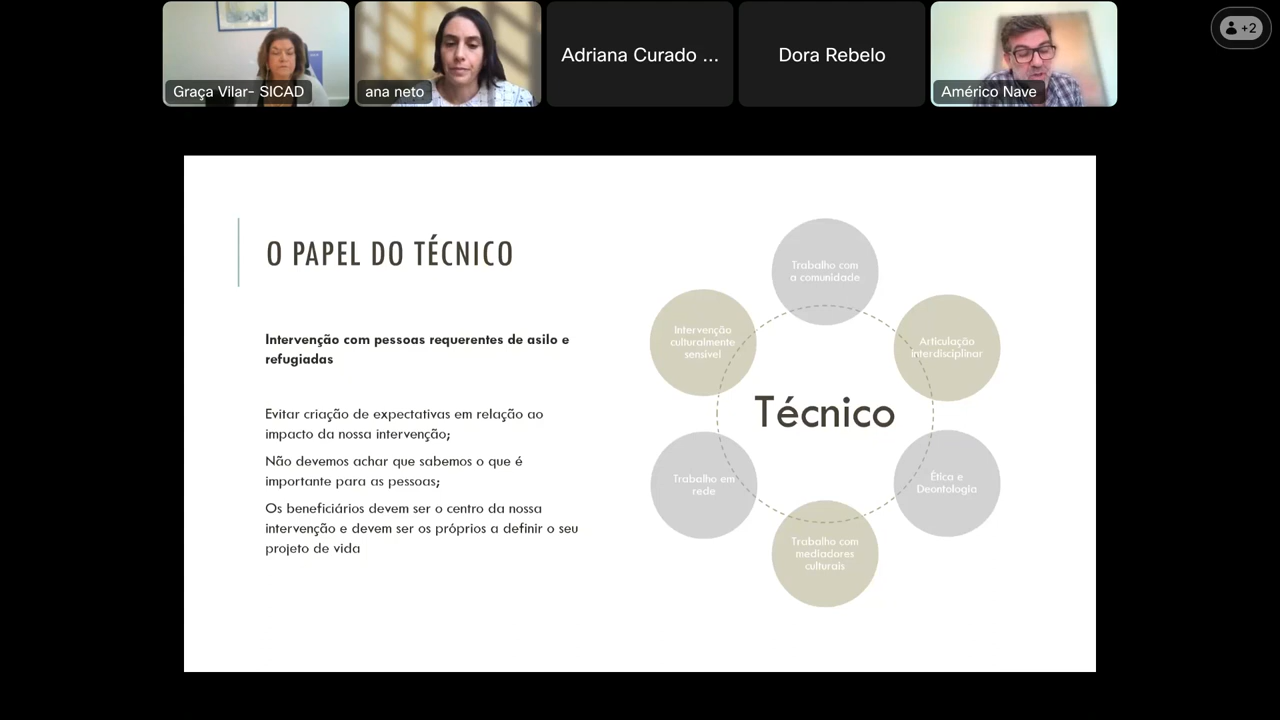 Graça Vilar- SICAD
ana neto
Adriana Curado ...
Dora Rebelo
Américo Nave
+2
O PAPEL DO TÉCNICO
Intervenção com pessoas requerentes de asilo e
refugiadas
Evitar criação de expectativas em relação ao
impacto da nossa intervenção;
Não devemos achar que sabemos o que é
importante para as pessoas;
Os beneficiários devem ser o centro da nossa
intervenção e devem ser os próprios a definir o seu
projeto de vida
Trabalho com
a comunidade
Articulação
interdisciplinar
Ética e
Deontologia
Trabalho com
mediadores
culturais
Trabalho em
rede
Intervenção
culturalmente
sensível
Técnico